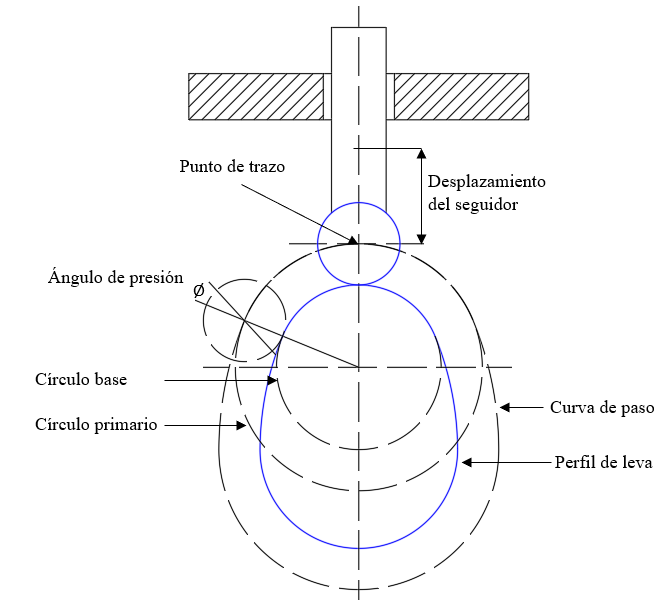 Punto de trazo
Desplazamiento
del seguidor
Ángulo de presión
Ø
Círculo base
Círculo primario
Curva de paso
Perfil de leva